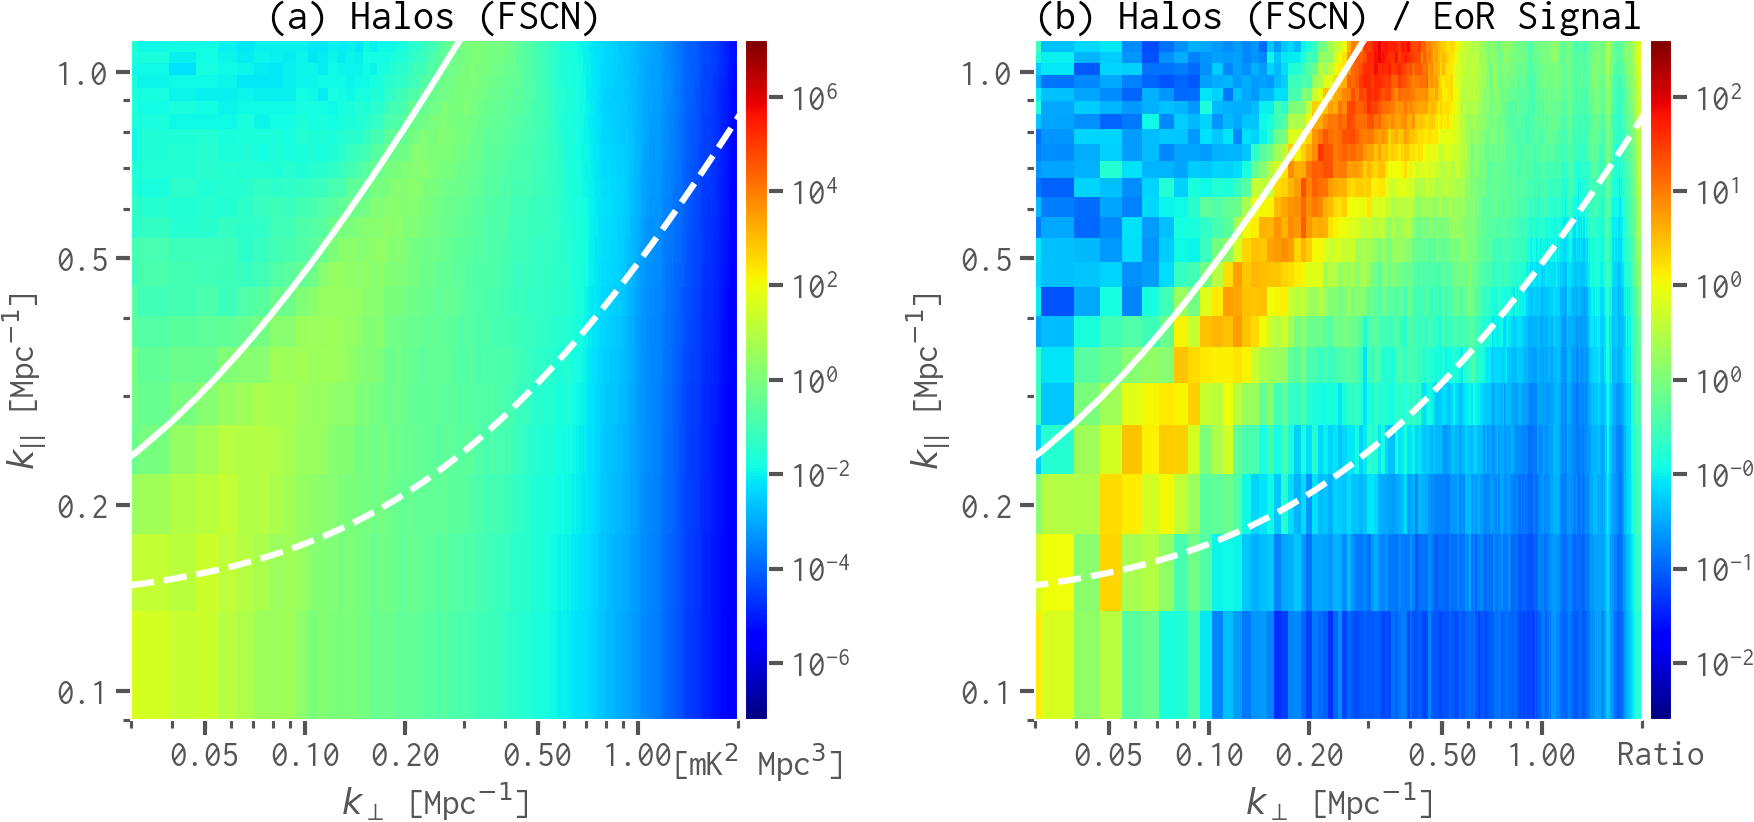 (a) Halos (FSCN)
(b) Halos (FSCN) / EoR Signal
1.0
0.5
0.2
0.1
k|| [Mpc⁻¹]
0.05 0.10 0.20 0.50 1.00
k⊥ [Mpc⁻¹]
10⁶
10⁴
10²
10⁰
10⁻²
10⁻⁴
10⁻⁶
[mK² Mpc³]
1.0
0.5
0.2
0.1
k|| [Mpc⁻¹]
0.05 0.10 0.20 0.50 1.00
k⊥ [Mpc⁻¹]
10²
10¹
10⁰
10⁰
10⁻⁰
10⁻¹
10⁻²
Ratio